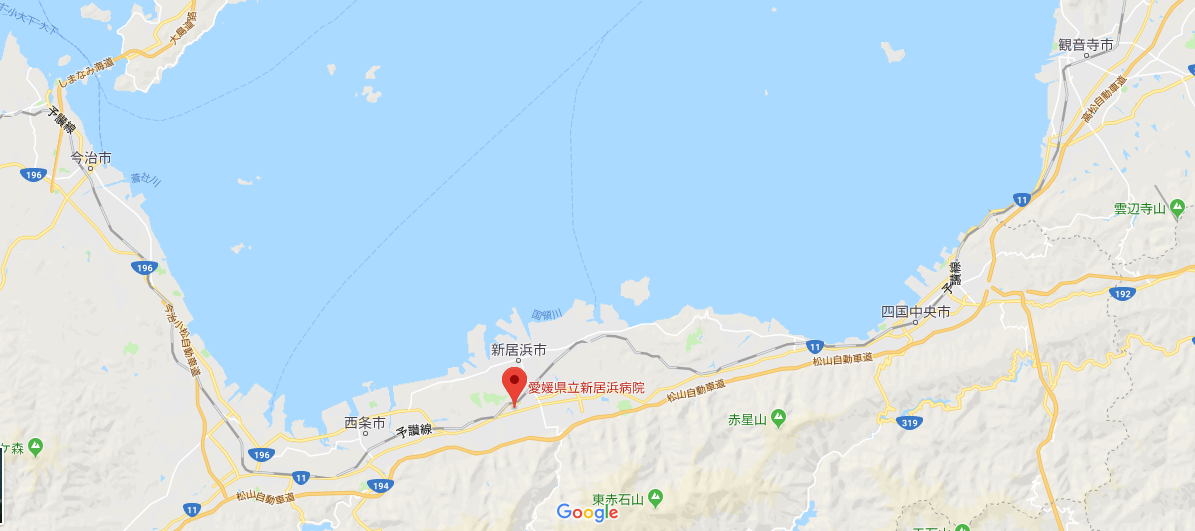 大島道路
しまなみ海道
観音寺市
高松自動車道
予讃線
今治市
196
蒼社川
雲辺寺山
11
196
予讃線
192
国領川
四国中央市
今治小松自動車道
新居浜市
11
松山自動車道
愛媛県立新居浜病院
松山自動車道
西条市
予讃線
赤星山
319
ケ森
196
11
194
松山自動車道
11
東赤石山
Google